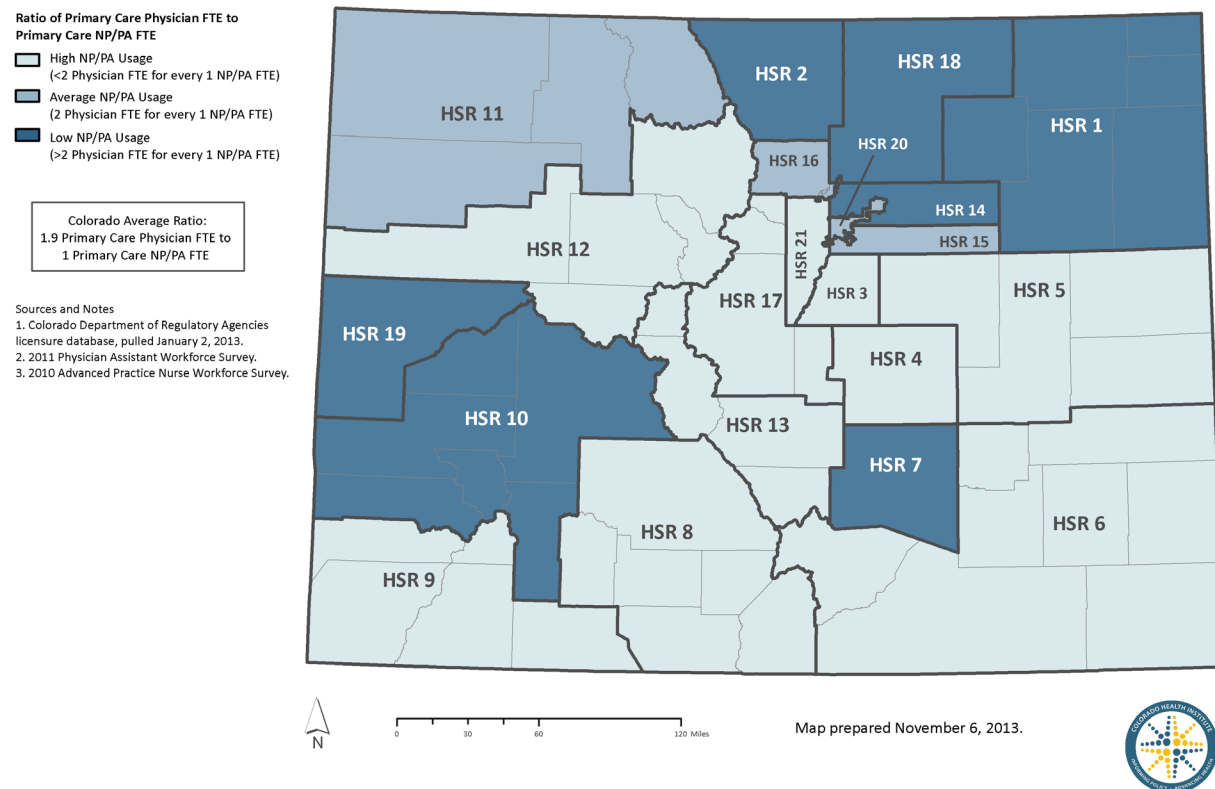 Ratio of Primary Care Physician FTE to
Primary Care NP/PA FTE
High NP/PA Usage
(<2 Physician FTE for every 1 NP/PA FTE)
Average NP/PA Usage
(2 Physician FTE for every 1 NP/PA FTE)
Low NP/PA Usage
(>2 Physician FTE for every 1 NP/PA FTE)
Colorado Average Ratio:
1.9 Primary Care Physician FTE to
1 Primary Care NP/PA FTE
Sources and Notes
1. Colorado Department of Regulatory Agencies
licensure database, pulled January 2, 2013.
2. 2011 Physician Assistant Workforce Survey.
3. 2010 Advanced Practice Nurse Workforce Survey.
HSR 2
HSR 18
HSR 11
HSR 1
HSR 20
HSR 16
HSR 14
HSR 15
HSR 12
HSR 21
HSR 17
HSR 3
HSR 5
HSR 19
HSR 4
HSR 10
HSR 13
HSR 7
HSR 8
HSR 6
HSR 9
N
0
30
60
120 Miles
Map prepared November 6, 2013.
COLORADO HEALTH INSTITUTE
INFORMING POLICY • ADVANCING HEALTH